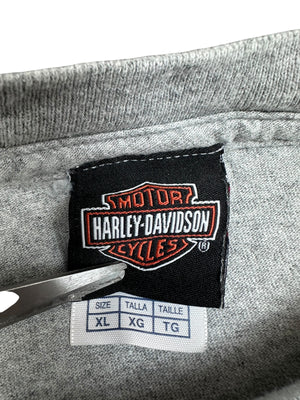 MOTOR
HARLEY-DAVIDSON
CYCLES ®
SIZE TALLA TAILLE
XL XG TG